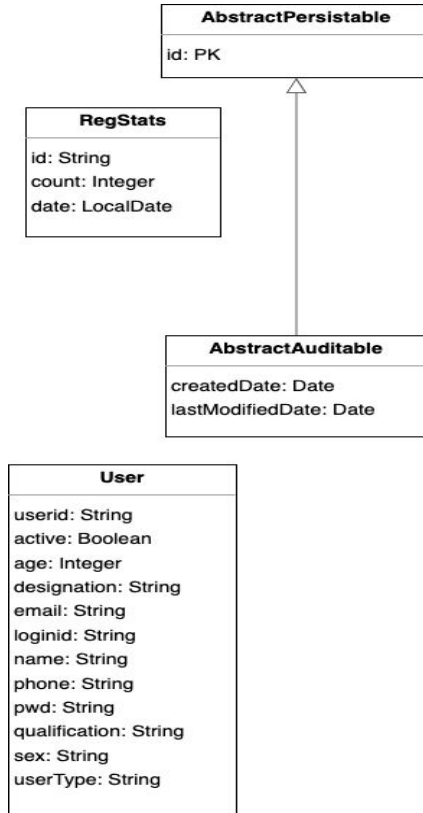 AbstractPersistable
id: PK
RegStats
id: String
count: Integer
date: LocalDate
AbstractAuditable
createdDate: Date
lastModifiedDate: Date
User
userid: String
active: Boolean
age: Integer
designation: String
email: String
loginid: String
name: String
phone: String
pwd: String
qualification: String
sex: String
userType: String